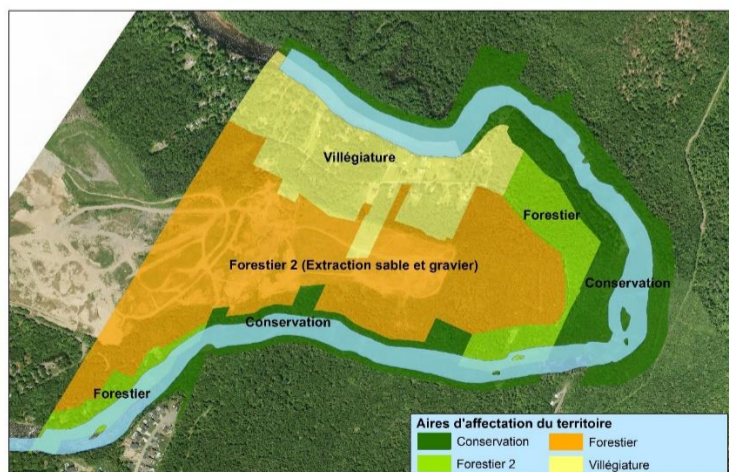 Villégiature
Forestier
Forestier 2 (Extraction sable et gravier)
Conservation
Conservation
Forestier
Aires d'affectation du territoire
Conservation
Forestier
Forestier 2
Villégiature